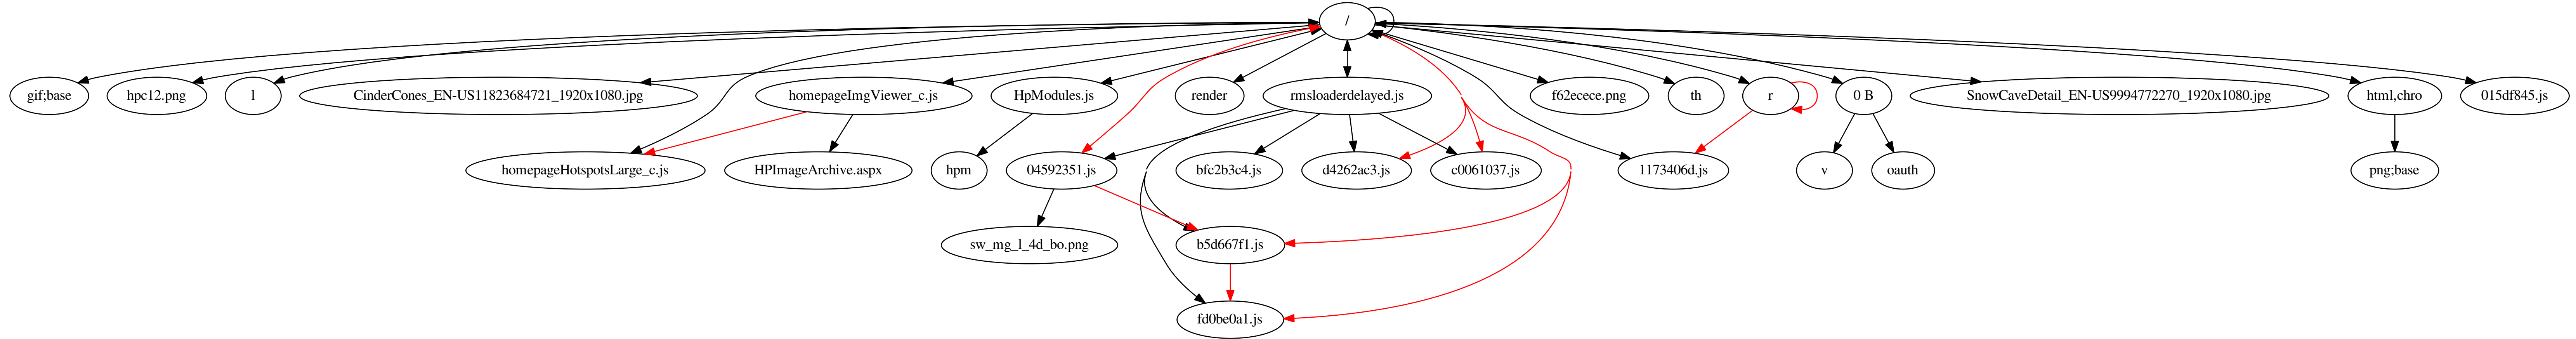 /
gif;base
hpc12.png
l
CinderCones_EN-US11823684721_1920x1080.jpg
homepageImgViewer_c.js
HpModules.js
render
rmsloaderdelayed.js
f62ecece.png
th
r
0 B
SnowCaveDetail_EN-US9994772270_1920x1080.jpg
html,chro
015df845.js
homepageHotspotsLarge_c.js
HPImageArchive.aspx
hpm
04592351.js
bfc2b3c4.js
d4262ac3.js
c0061037.js
1173406d.js
v
oauth
png;base
sw_mg_l_4d_bo.png
b5d667f1.js
fd0be0a1.js